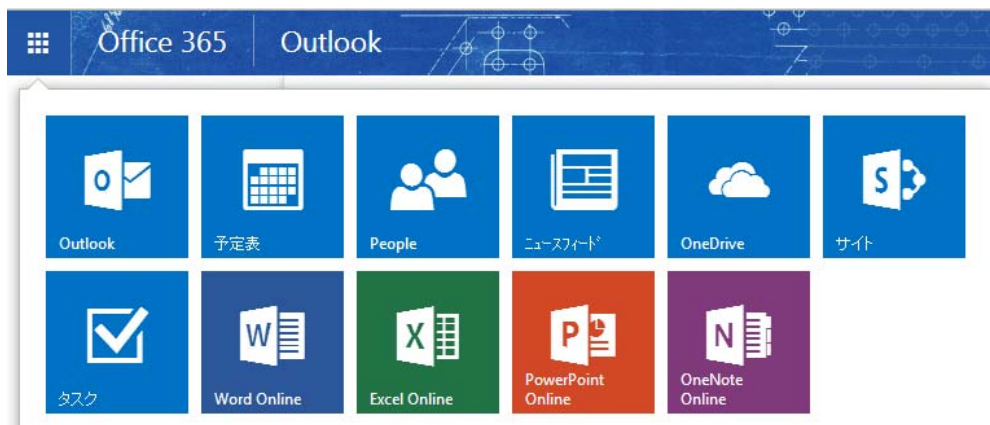 Office 365 Outlook
Outlook
予定表
People
ﾆｭｰｽﾌｨｰﾄﾞ
OneDrive
サイト
タスク
Word Online
Excel Online
PowerPoint
Online
OneNote
Online